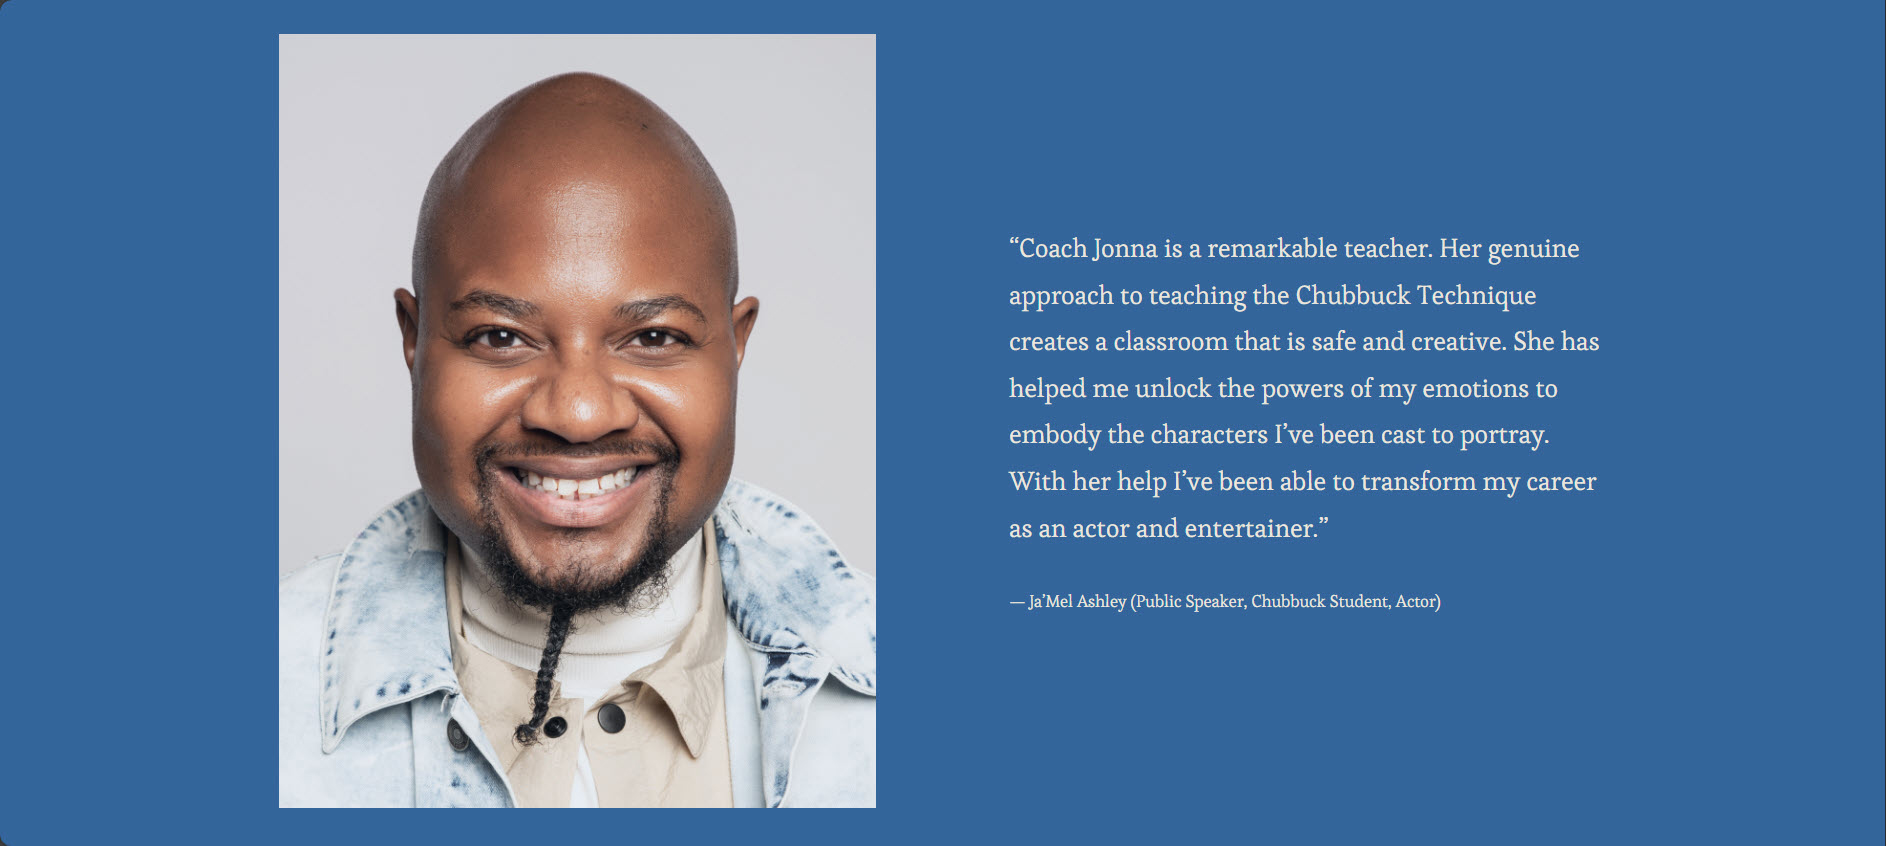 “Coach Jonna is a remarkable teacher. Her genuine
approach to teaching the Chubbuck Technique
creates a classroom that is safe and creative. She has
helped me unlock the powers of my emotions to
embody the characters I’ve been cast to portray.
With her help I’ve been able to transform my career
as an actor and entertainer.”
— Ja’Mel Ashley (Public Speaker, Chubbuck Student, Actor)